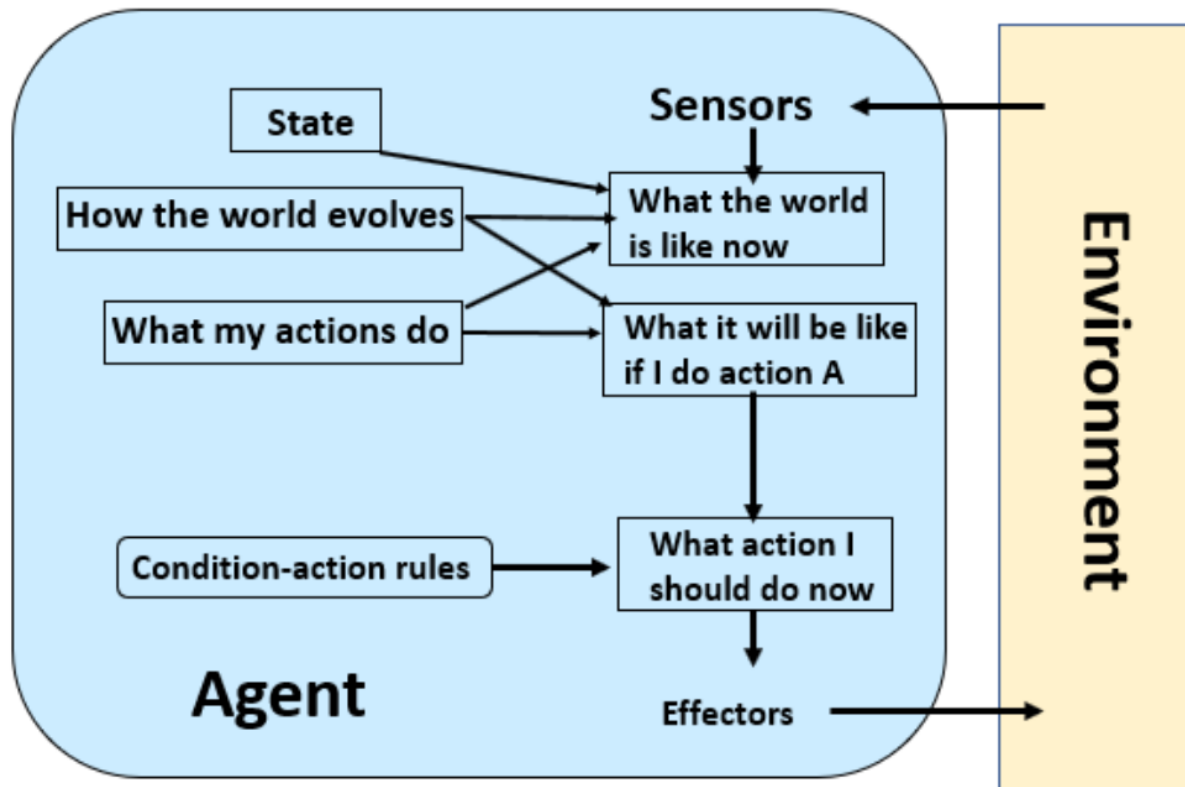 State
Sensors
How the world evolves
What the world
is like now
What my actions do
What it will be like
if I do action A
Condition-action rules
What action I
should do now
Agent
Effectors
Environment